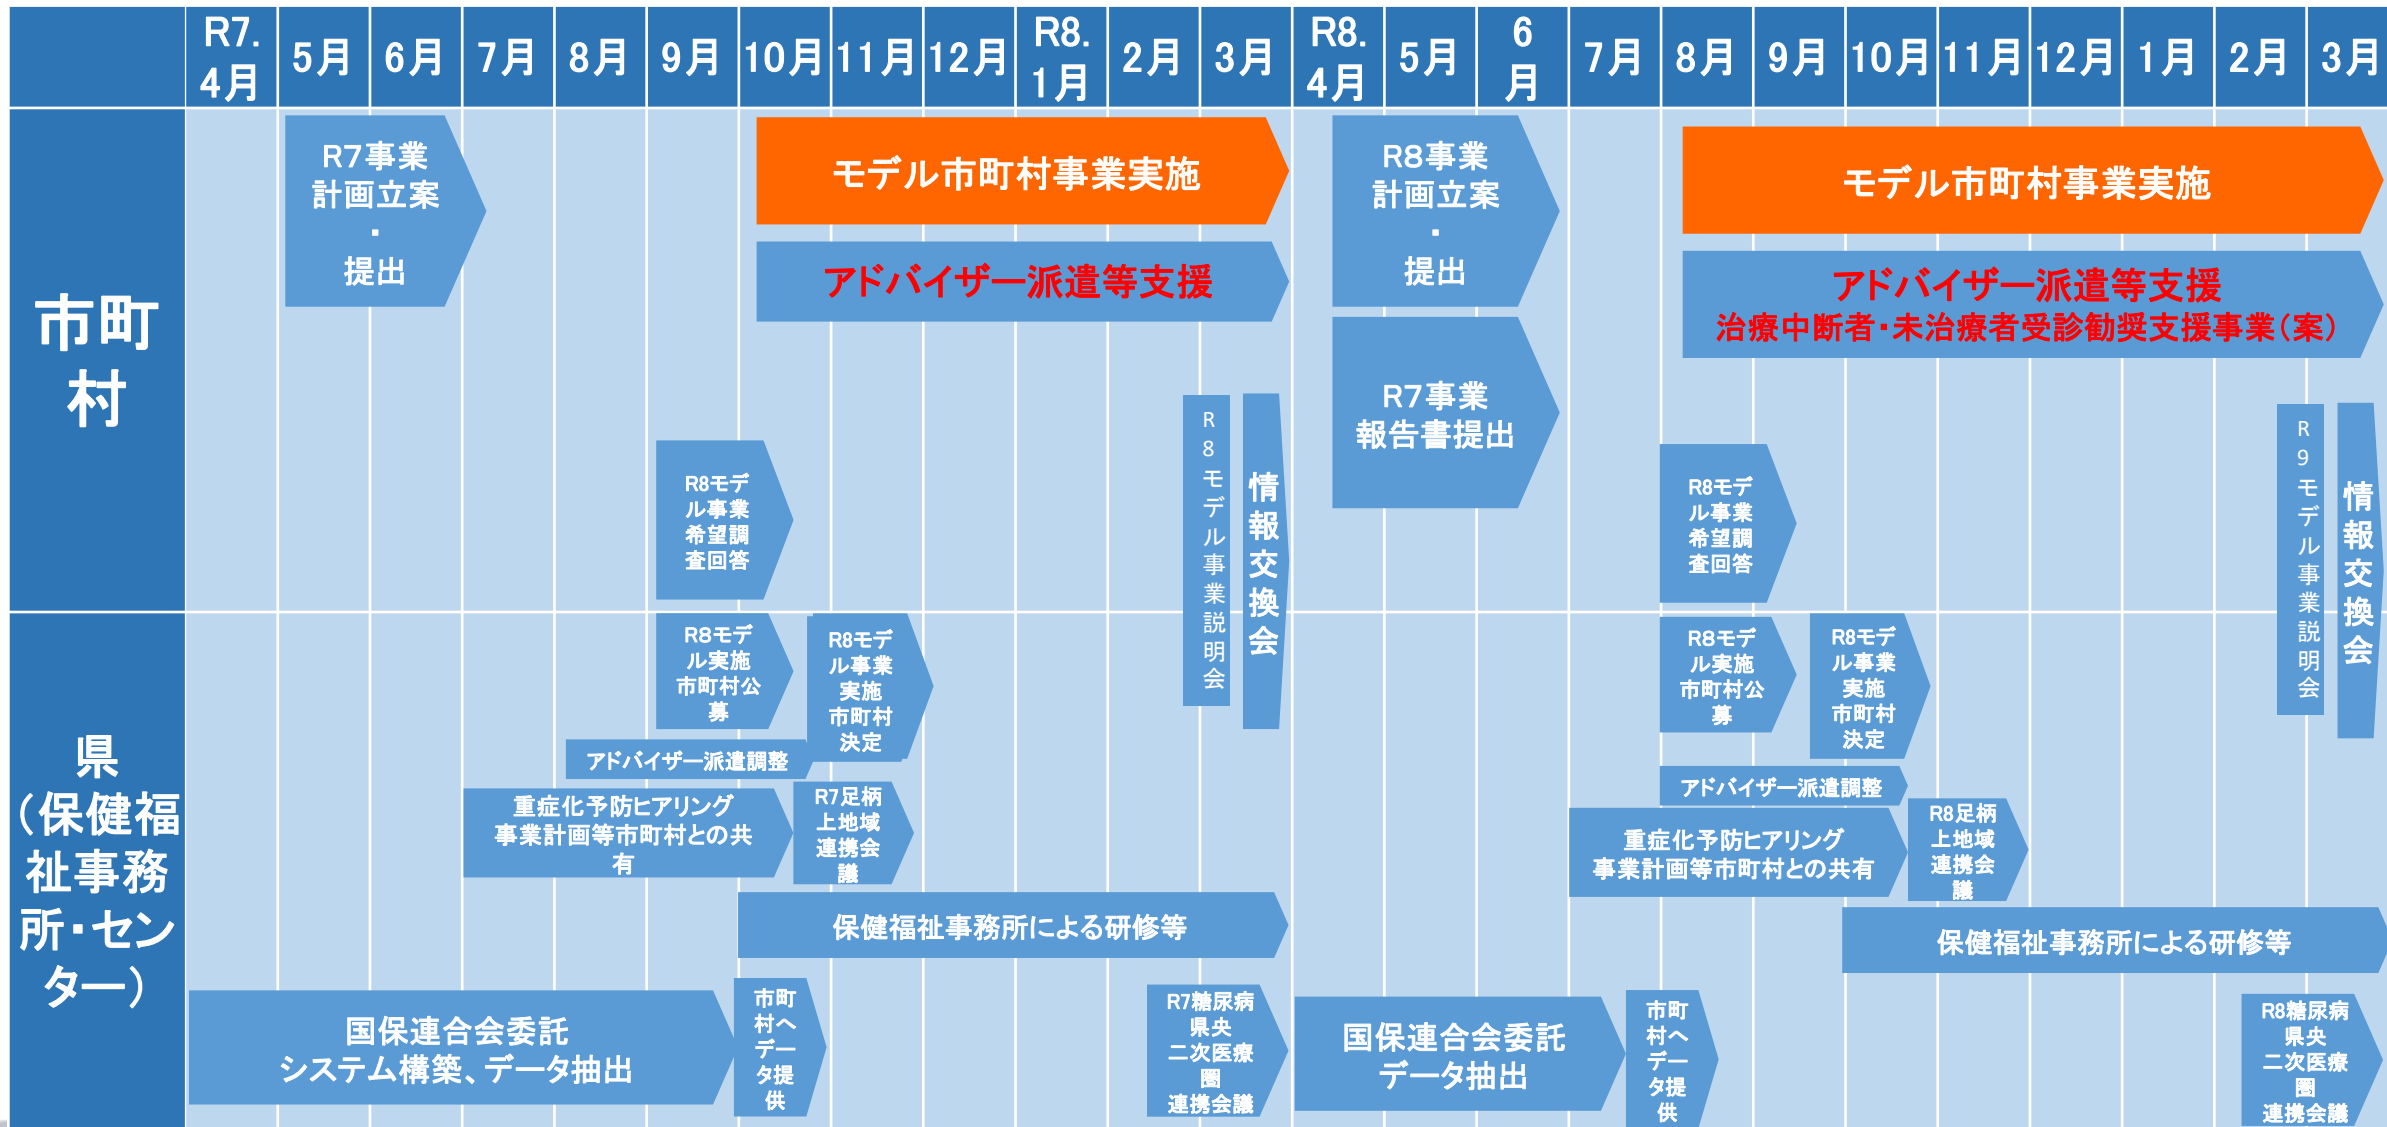 R7.
4月
5月
6月
7月
8月
9月
10月
11月
12月
R8.
1月
2月
3月
R8.
4月
5月
6
月
7月
8月
9月
10月
11月
12月
1月
2月
3月
市町
村
R7事業
計画立案
・
提出
モデル市町村事業実施
アドバイザー派遣等支援
R8事業
計画立案
・
提出
モデル市町村事業実施
アドバイザー派遣等支援
治療中断者・未治療者受診勧奨支援事業(案)
R7事業
報告書提出
R8モデ
ル事業
希望調
査回答
R8モデル事業説明会
情報交換会
R8モデ
ル事業
希望調
査回答
R9モデル事業説明会
情報交換会
県
(保健福
祉事務
所・セン
ター)
R8モデ
ル実施
市町村公
募
R8モデ
ル事業
実施
市町村
決定
アドバイザー派遣調整
重症化予防ヒアリング
事業計画等市町村との共
有
R7足柄
上地域
連携会
議
保健福祉事務所による研修等
国保連合会委託
システム構築、データ抽出
市町
村へ
デー
タ提
供
R7糖尿病
県央
二次医療
圏
連携会議
R8モデ
ル実施
市町村公
募
R8モデ
ル事業
実施
市町村
決定
アドバイザー派遣調整
重症化予防ヒアリング
事業計画等市町村との共有
R8足柄
上地域
連携会
議
保健福祉事務所による研修等
国保連合会委託
データ抽出
市町
村へ
デー
タ提
供
R8糖尿病
県央
二次医療
圏
連携会議